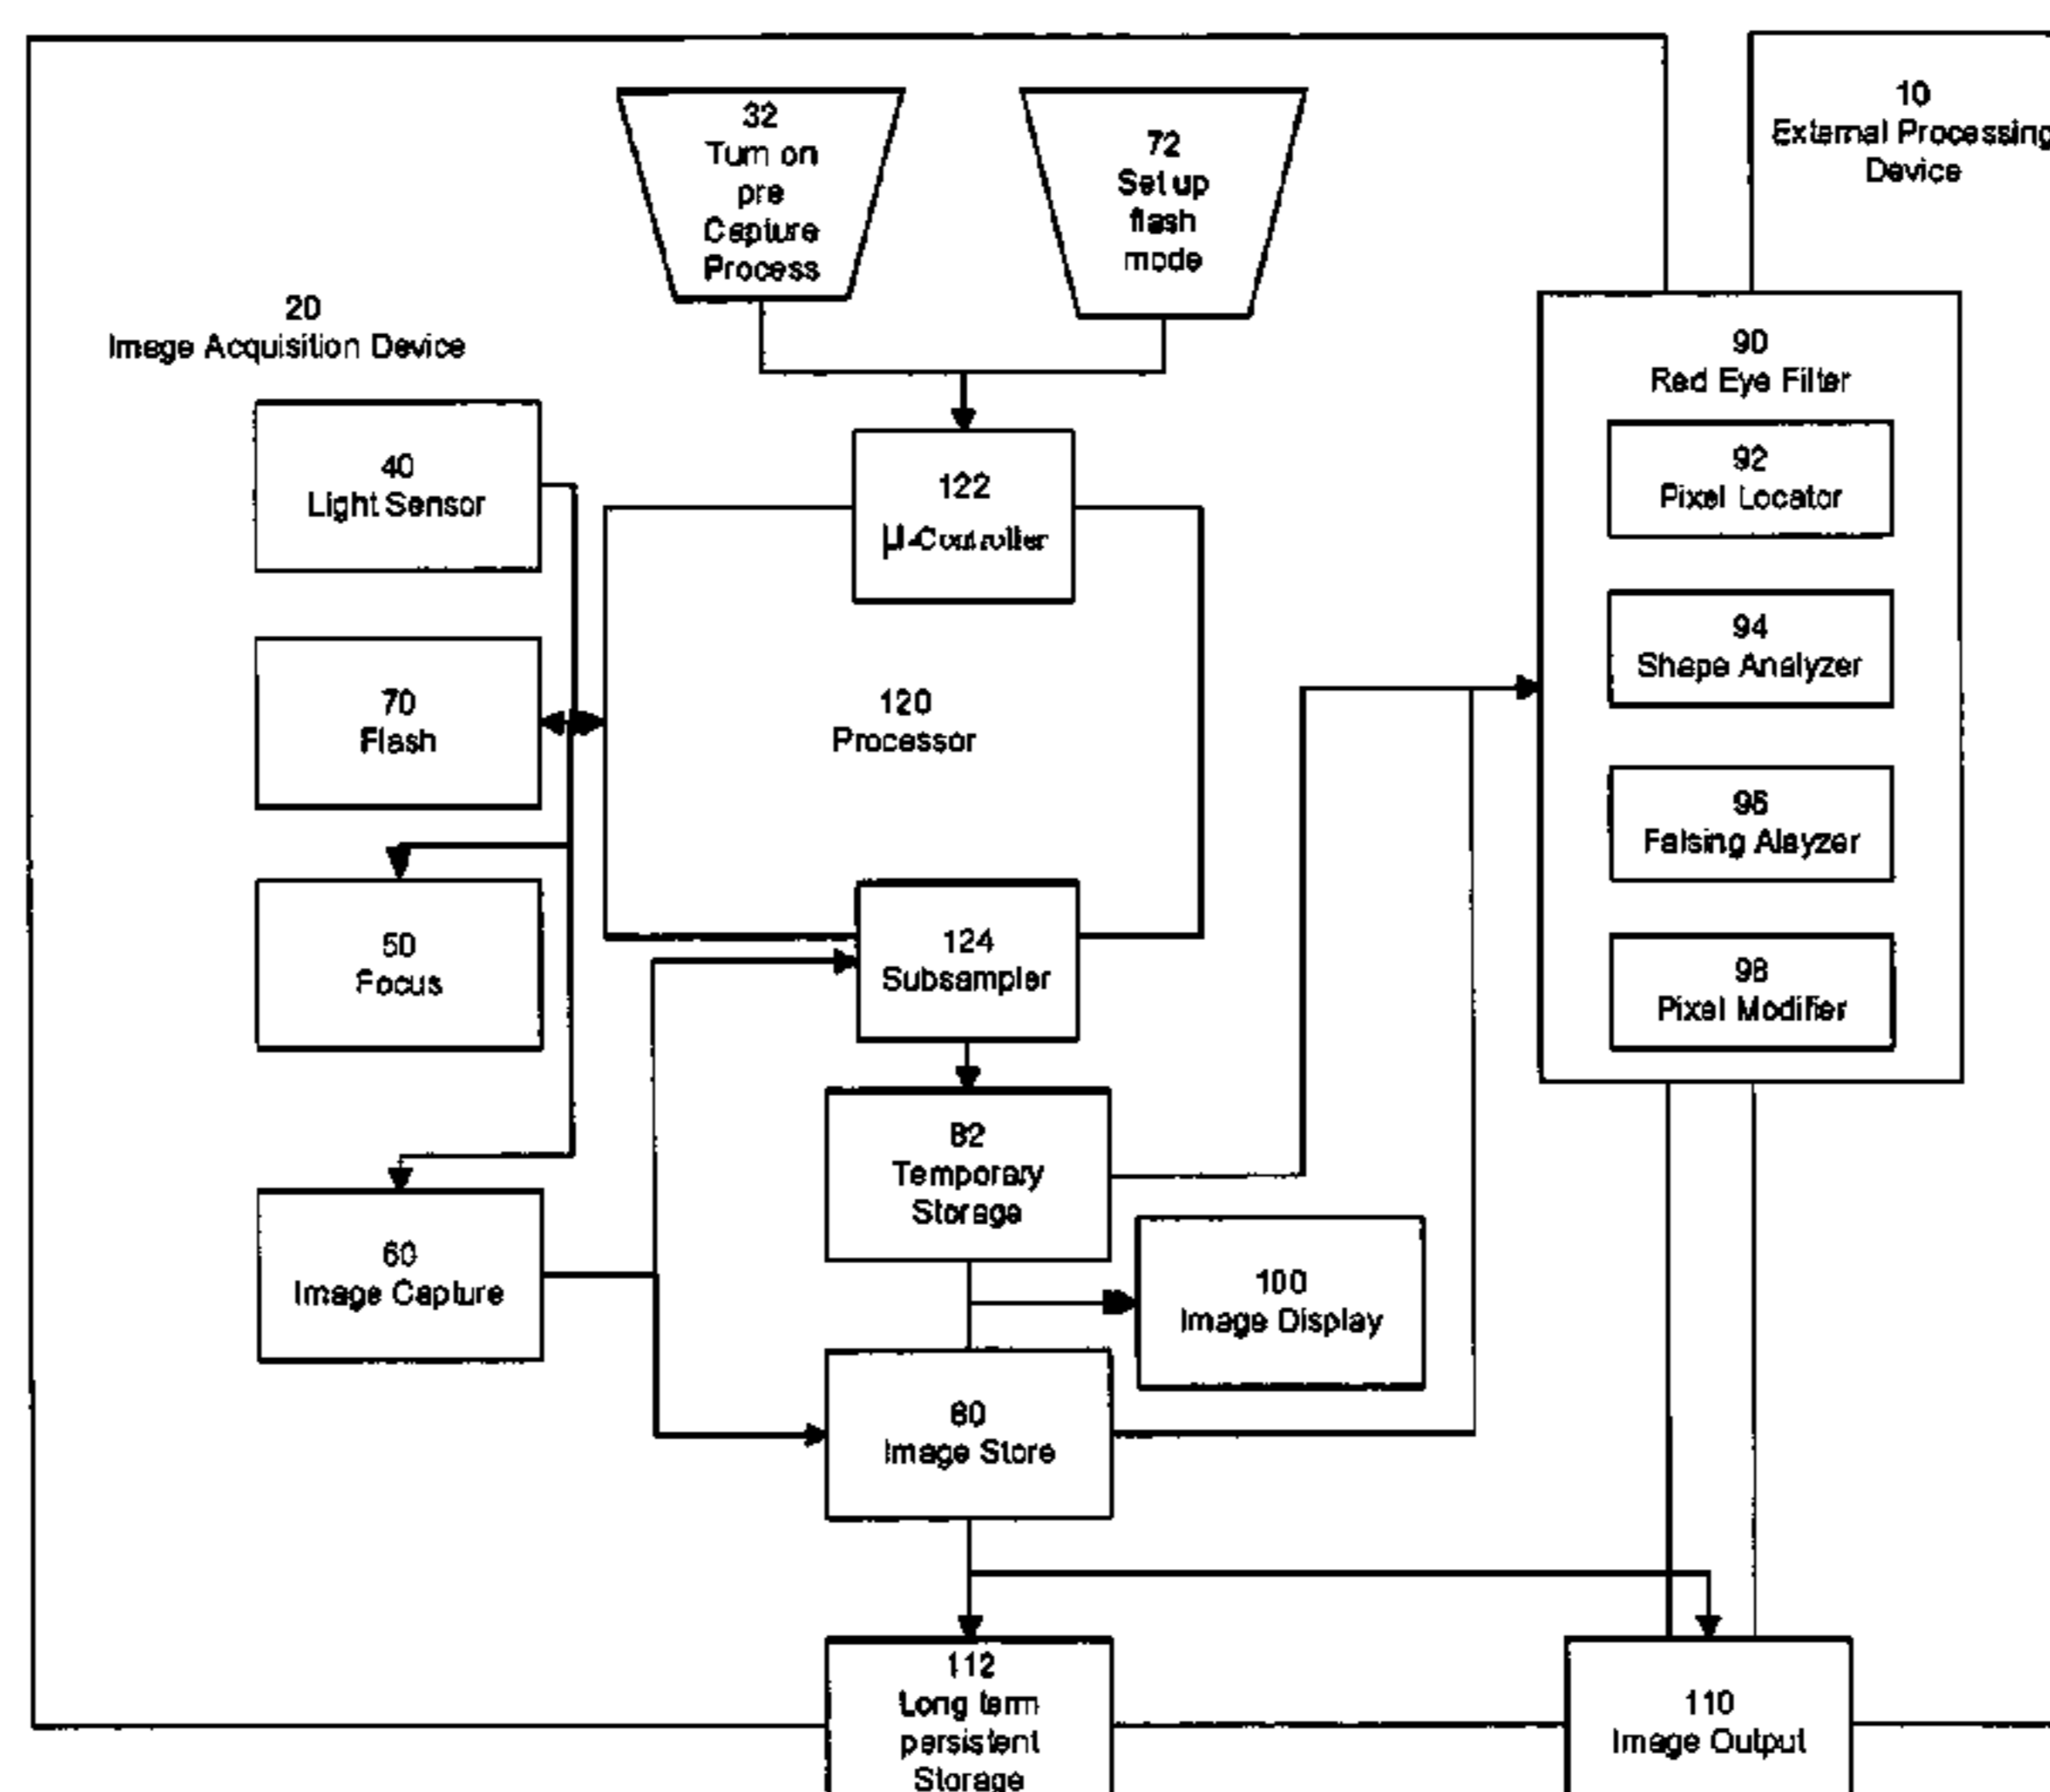 32
Turn on
pre
Capture
Process
72
Set up
flash
mode
10
External Processing
Device
20
Image Acquisition Device
90
Red Eye Filter
40
Light Sensor
122
µ-Controller
92
Pixel Locator
94
Shape Analyzer
70
Flash
120
Processor
96
Falsing Alayzer
50
Focus
124
Subsampler
98
Pixel Modifier
82
Temporary
Storage
60
Image Capture
100
Image Display
80
Image Store
112
Long term
persistent
Storage
110
Image Output